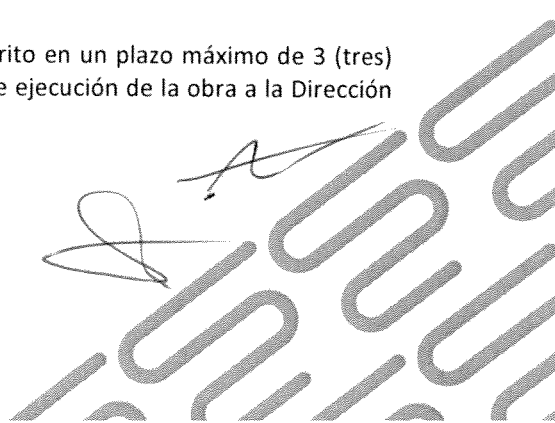 rito en un plazo máximo de 3 (tres)
e ejecución de la obra a la Dirección